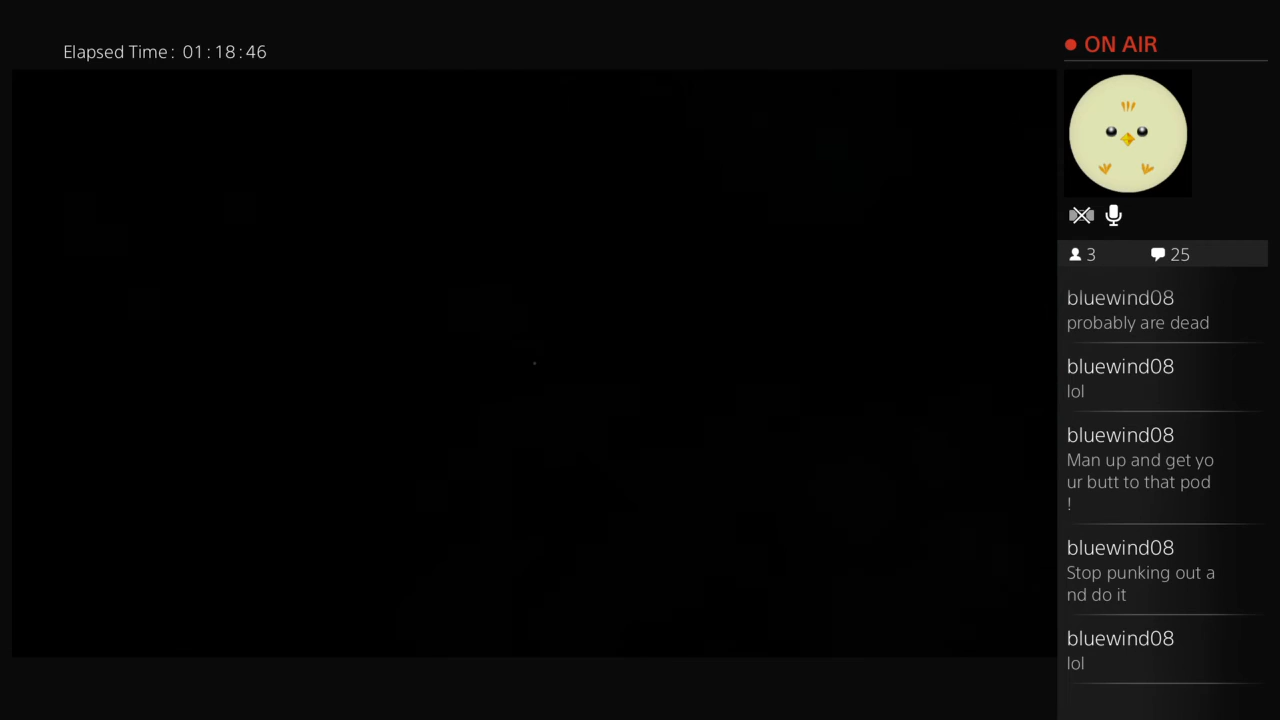 Elapsed Time: 01:18:46
ON AIR
3
25
bluewind08
probably are dead
bluewind08
lol
bluewind08
Man up and get yo
ur butt to that pod
!
bluewind08
Stop punking out a
nd do it
bluewind08
lol